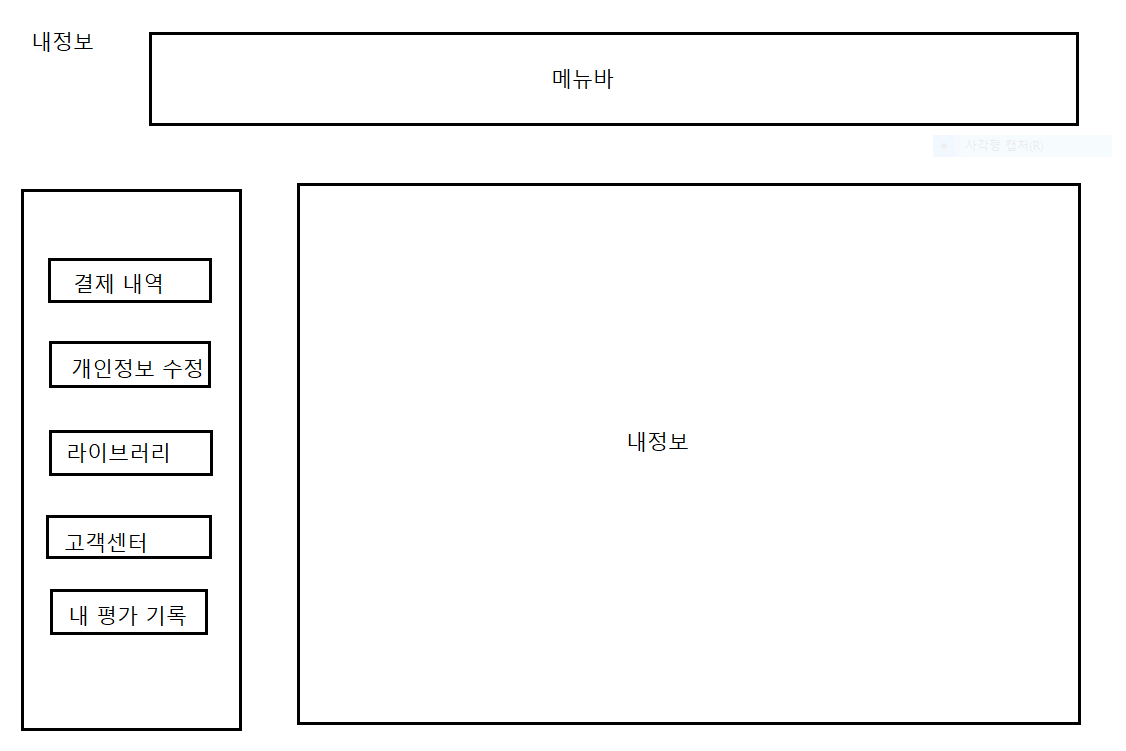 내정보
메뉴바
사각형 캡처(R)
결제 내역
개인정보 수정
라이브러리
고객센터
내 평가 기록
내정보